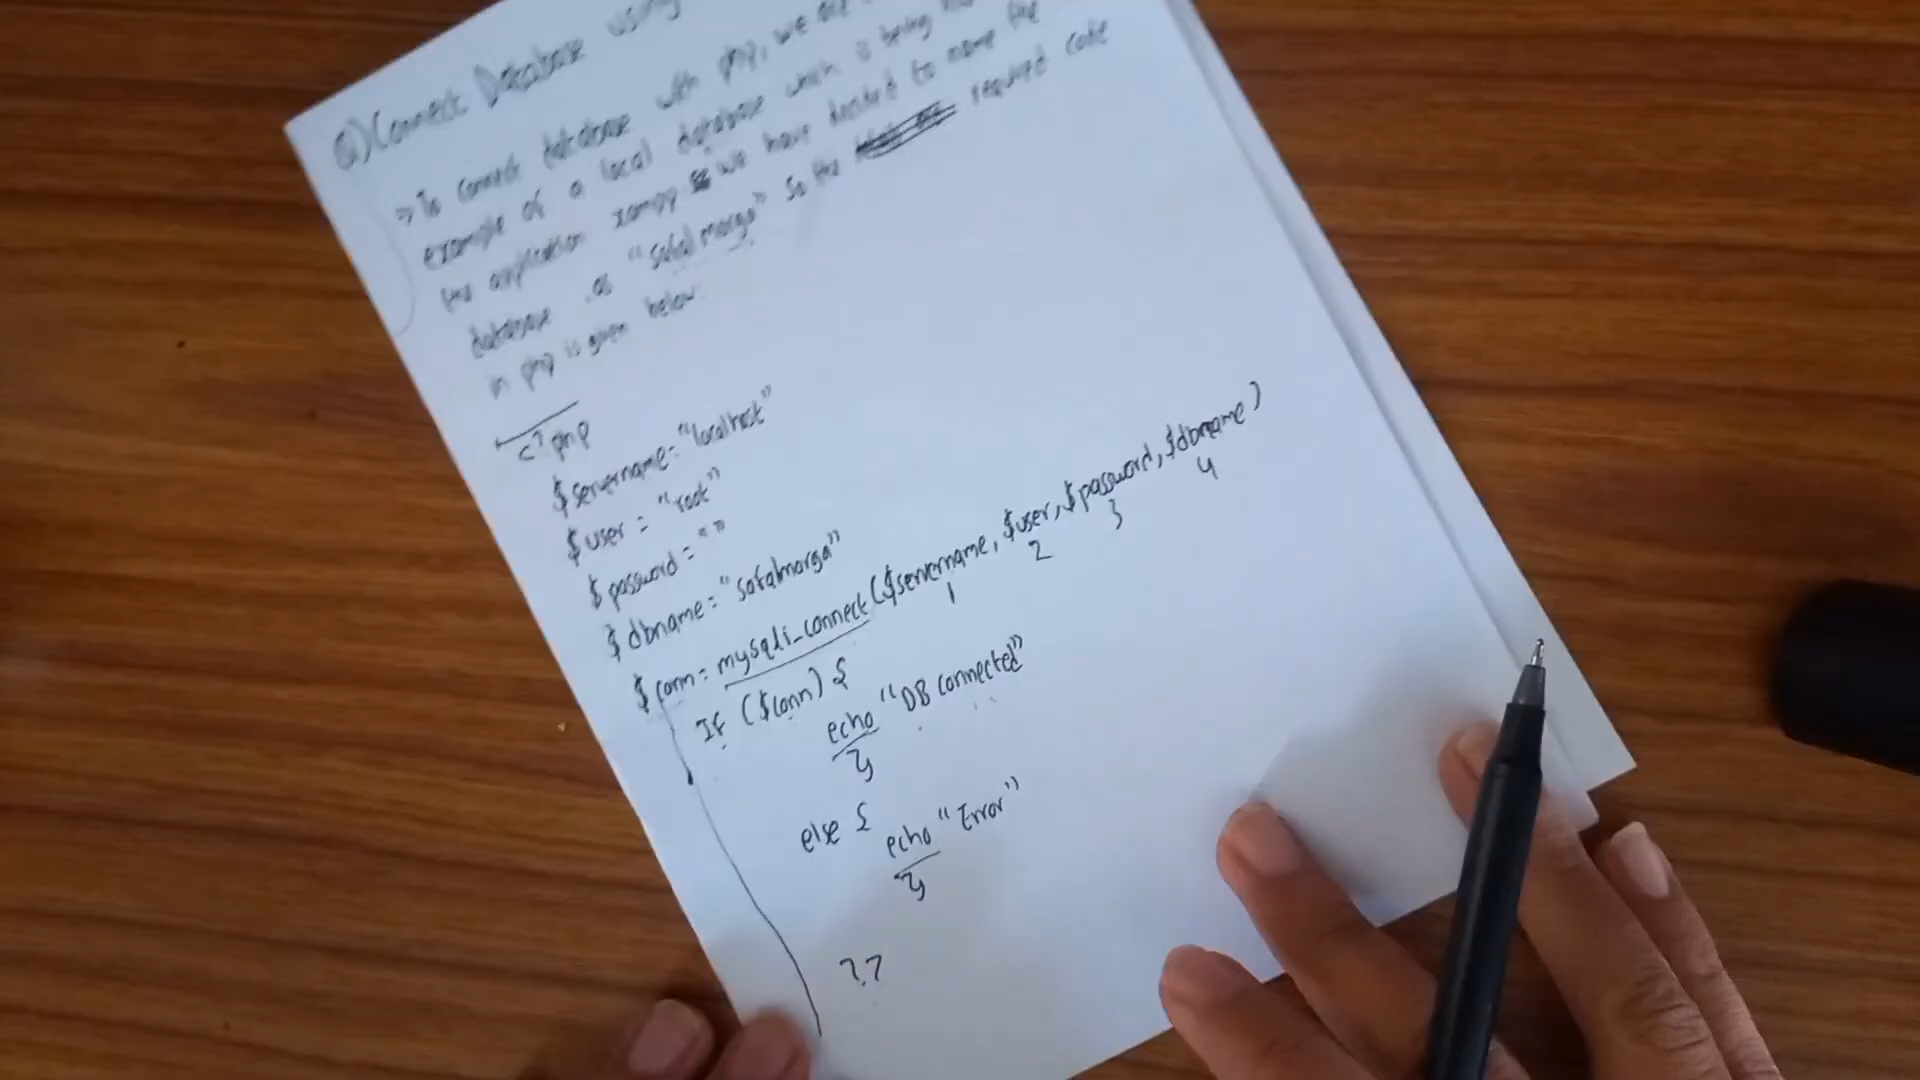 Q) Connect Database using
=> To connect database with php, we are
example of a local database which is being
the application xampp we have decided to name the
database as "safalmarga" So the required code
in php is given below:
<?php
$servername="localhost"
$user = "root"
$password = " "
$dbname = "safalmarga"
$conn = mysqli_connect($servername, $user, $password, $dbname)
1 2 3 4
If ($conn) {
echo "DB connected"
}
else {
echo "Error"
}
?>